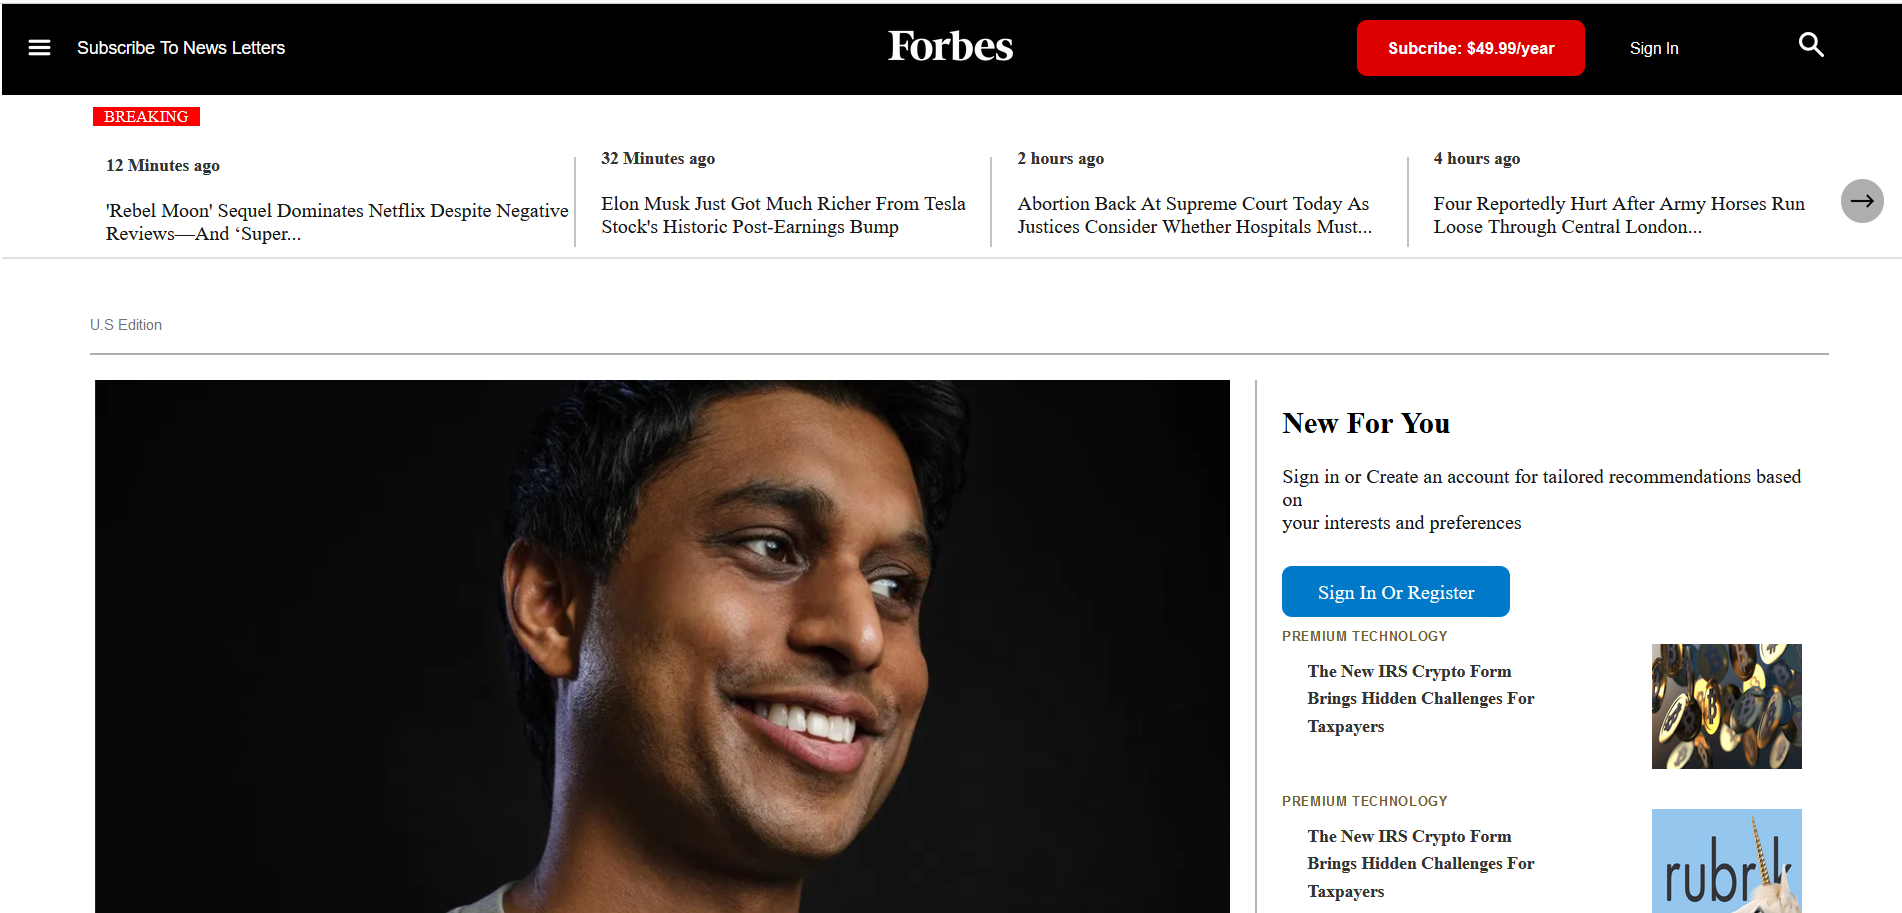 Subscribe To News Letters
Forbes
Subcribe: $49.99/year
Sign In
BREAKING
12 Minutes ago
'Rebel Moon' Sequel Dominates Netflix Despite Negative
Reviews—And ‘Super...
32 Minutes ago
Elon Musk Just Got Much Richer From Tesla
Stock's Historic Post-Earnings Bump
2 hours ago
Abortion Back At Supreme Court Today As
Justices Consider Whether Hospitals Must...
4 hours ago
Four Reportedly Hurt After Army Horses Run
Loose Through Central London...
U.S Edition
New For You
Sign in or Create an account for tailored recommendations based
on
your interests and preferences
Sign In Or Register
PREMIUM TECHNOLOGY
The New IRS Crypto Form
Brings Hidden Challenges For
Taxpayers
PREMIUM TECHNOLOGY
The New IRS Crypto Form
Brings Hidden Challenges For
Taxpayers
rubrik